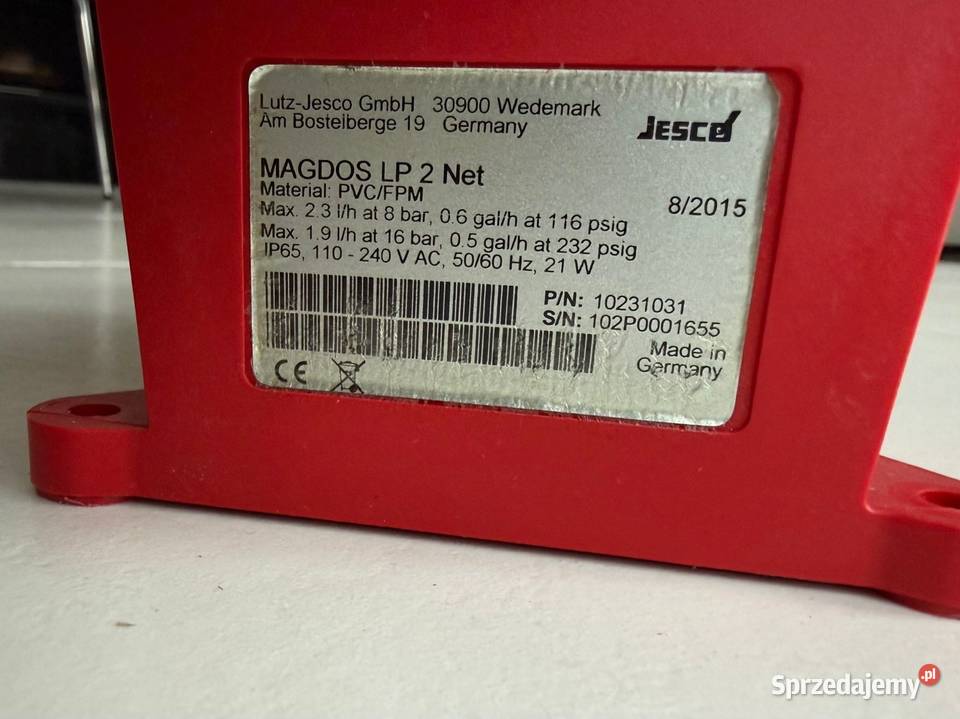 Lutz-Jesco GmbH 30900 Wedemark
Am Bostelberge 19 Germany
JESCO
MAGDOS LP 2 Net
Material: PVC/FPM
8/2015
Max. 2.3 l/h at 8 bar, 0.6 gal/h at 116 psig
Max. 1.9 l/h at 16 bar, 0.5 gal/h at 232 psig
IP65, 110 - 240 V AC, 50/60 Hz, 21 W
P/N: 10231031
S/N: 102P0001655
Made in
Germany
CE
Sprzedajemy.pl